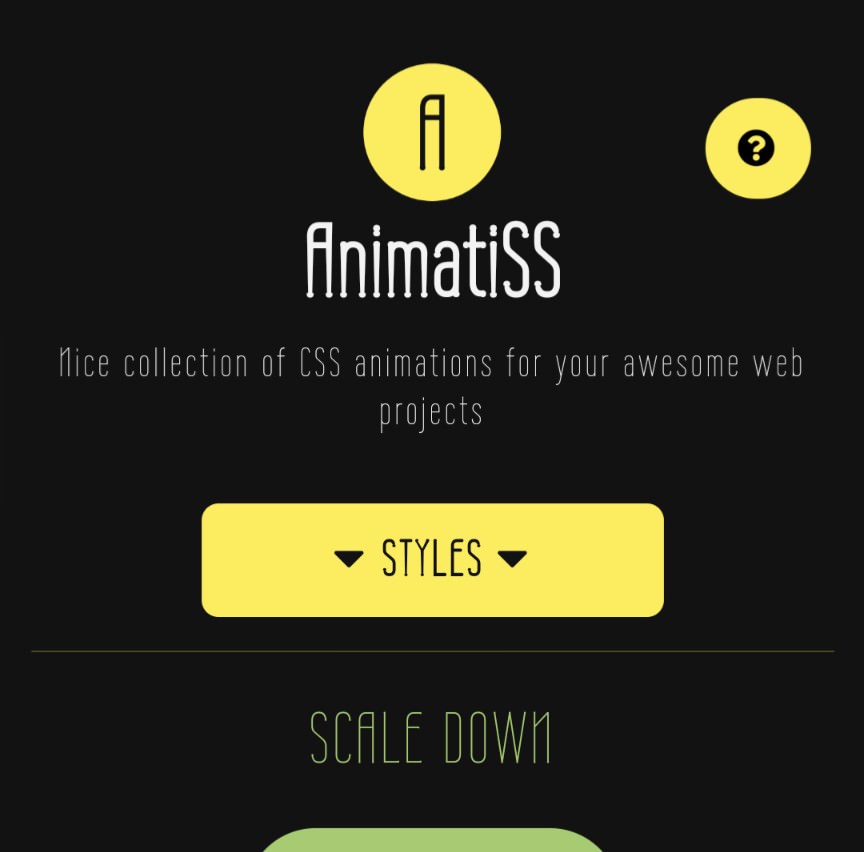 A
?
AnimatiSS
Nice collection of CSS animations for your awesome web
projects
STYLES
SCALE DOWN